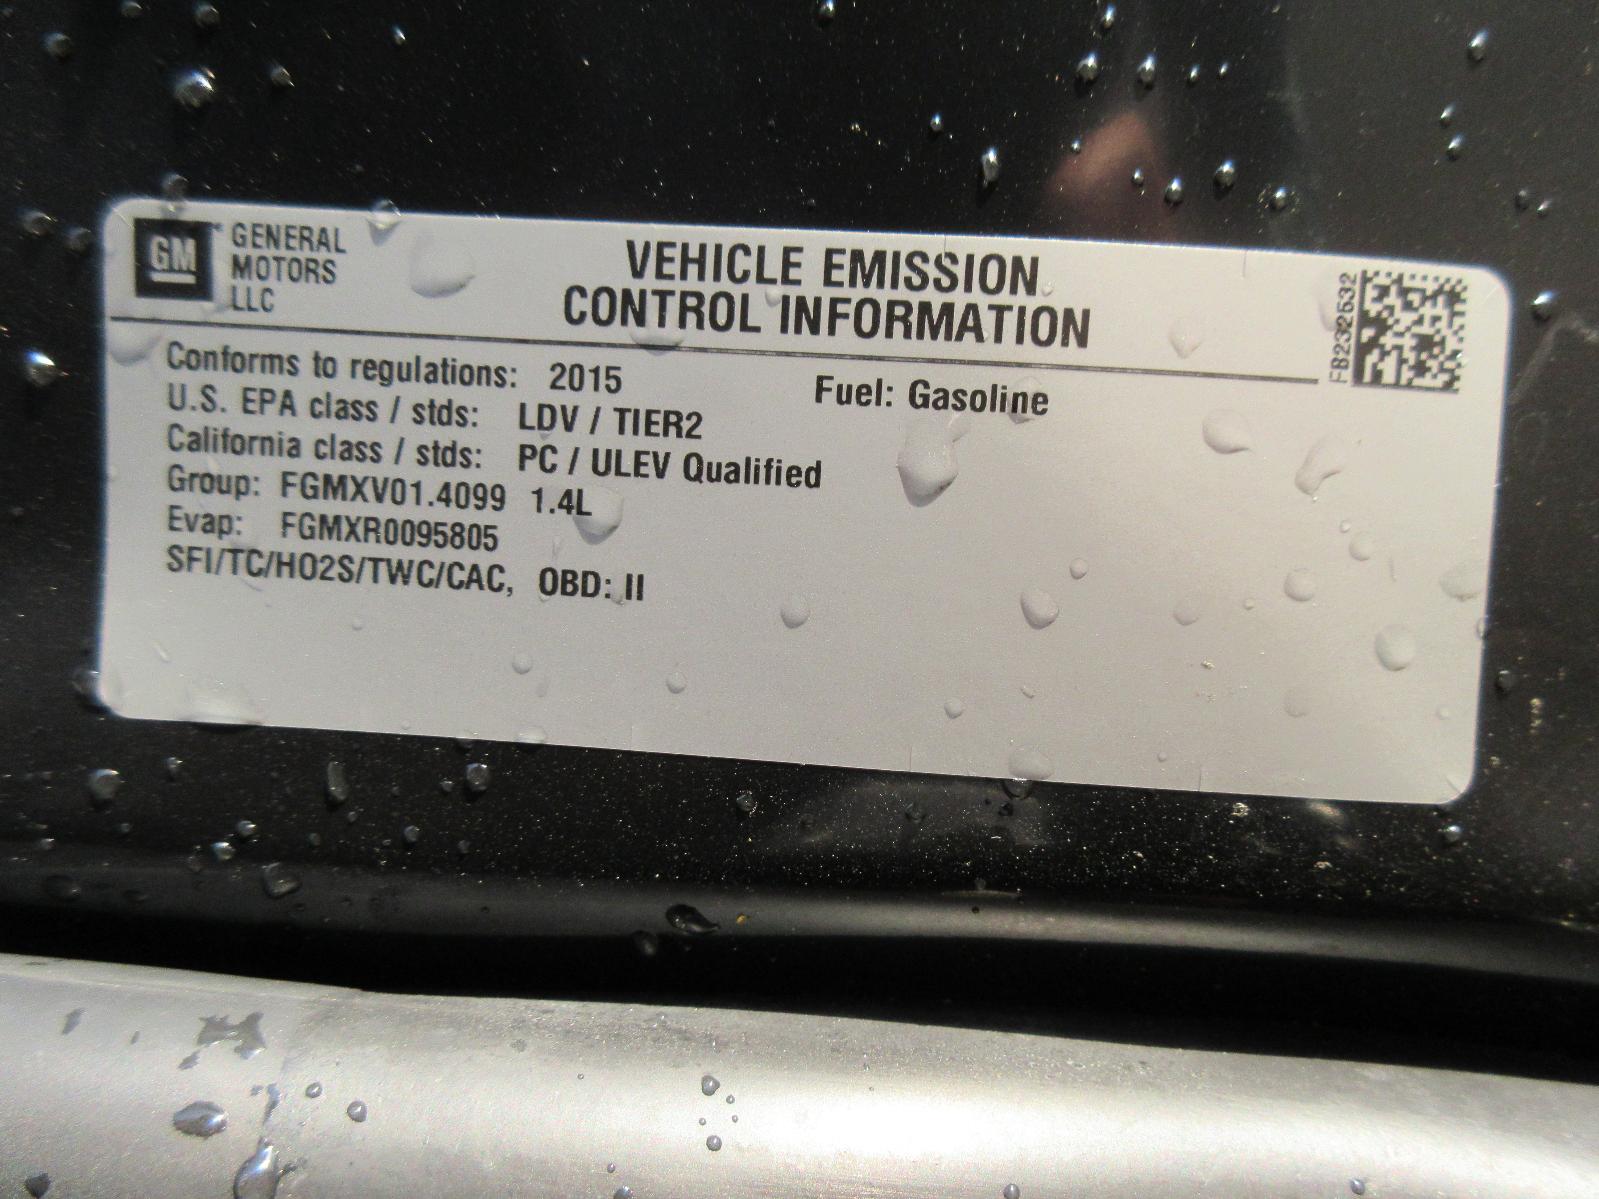 GM
GENERAL
MOTORS
LLC
VEHICLE EMISSION
CONTROL INFORMATION
FB232532
Conforms to regulations: 2015
Fuel: Gasoline
U.S. EPA class / stds: LDV / TIER2
California class / stds: PC / ULEV Qualified
Group: FGMXV01.4099 1.4L
Evap: FGMXR0095805
SFI/TC/HO2S/TWC/CAC, OBD: II